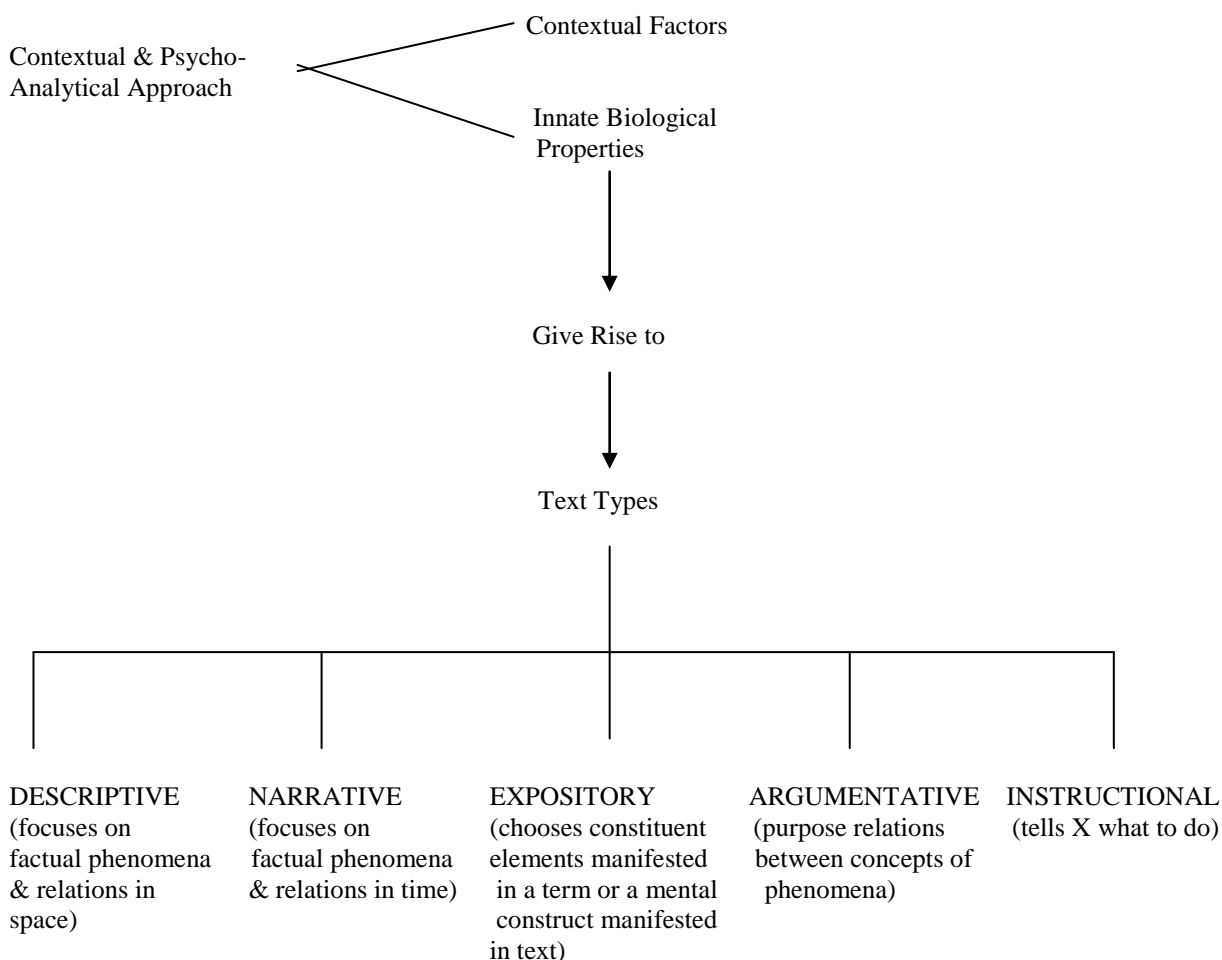 Contextual Factors
Contextual & Psycho-
Analytical Approach
Innate Biological
Properties
Give Rise to
Text Types
DESCRIPTIVE
(focuses on
factual phenomena
& relations in
space)
NARRATIVE
(focuses on
factual phenomena
& relations in time)
EXPOSITORY
(chooses constituent
elements manifested
in a term or a mental
construct manifested
in text)
ARGUMENTATIVE
(purpose relations
between concepts of
phenomena)
INSTRUCTIONAL
(tells X what to do)